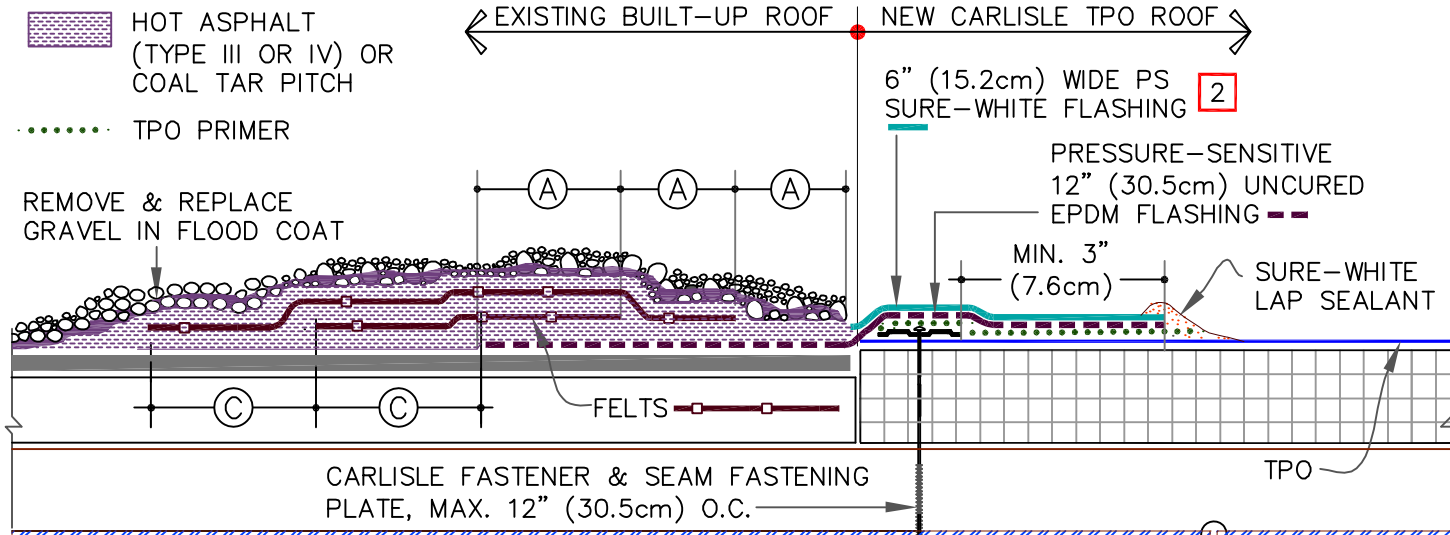 HOT ASPHALT
(TYPE III OR IV) OR
COAL TAR PITCH
TPO PRIMER
EXISTING BUILT-UP ROOF
NEW CARLISLE TPO ROOF
6" (15.2cm) WIDE PS
SURE-WHITE FLASHING
2
PRESSURE-SENSITIVE
12" (30.5cm) UNCURED
EPDM FLASHING
REMOVE & REPLACE
GRAVEL IN FLOOD COAT
A
A
A
MIN. 3"
(7.6cm)
SURE-WHITE
LAP SEALANT
C
C
FELTS
CARLISLE FASTENER & SEAM FASTENING
PLATE, MAX. 12" (30.5cm) O.C.
TPO